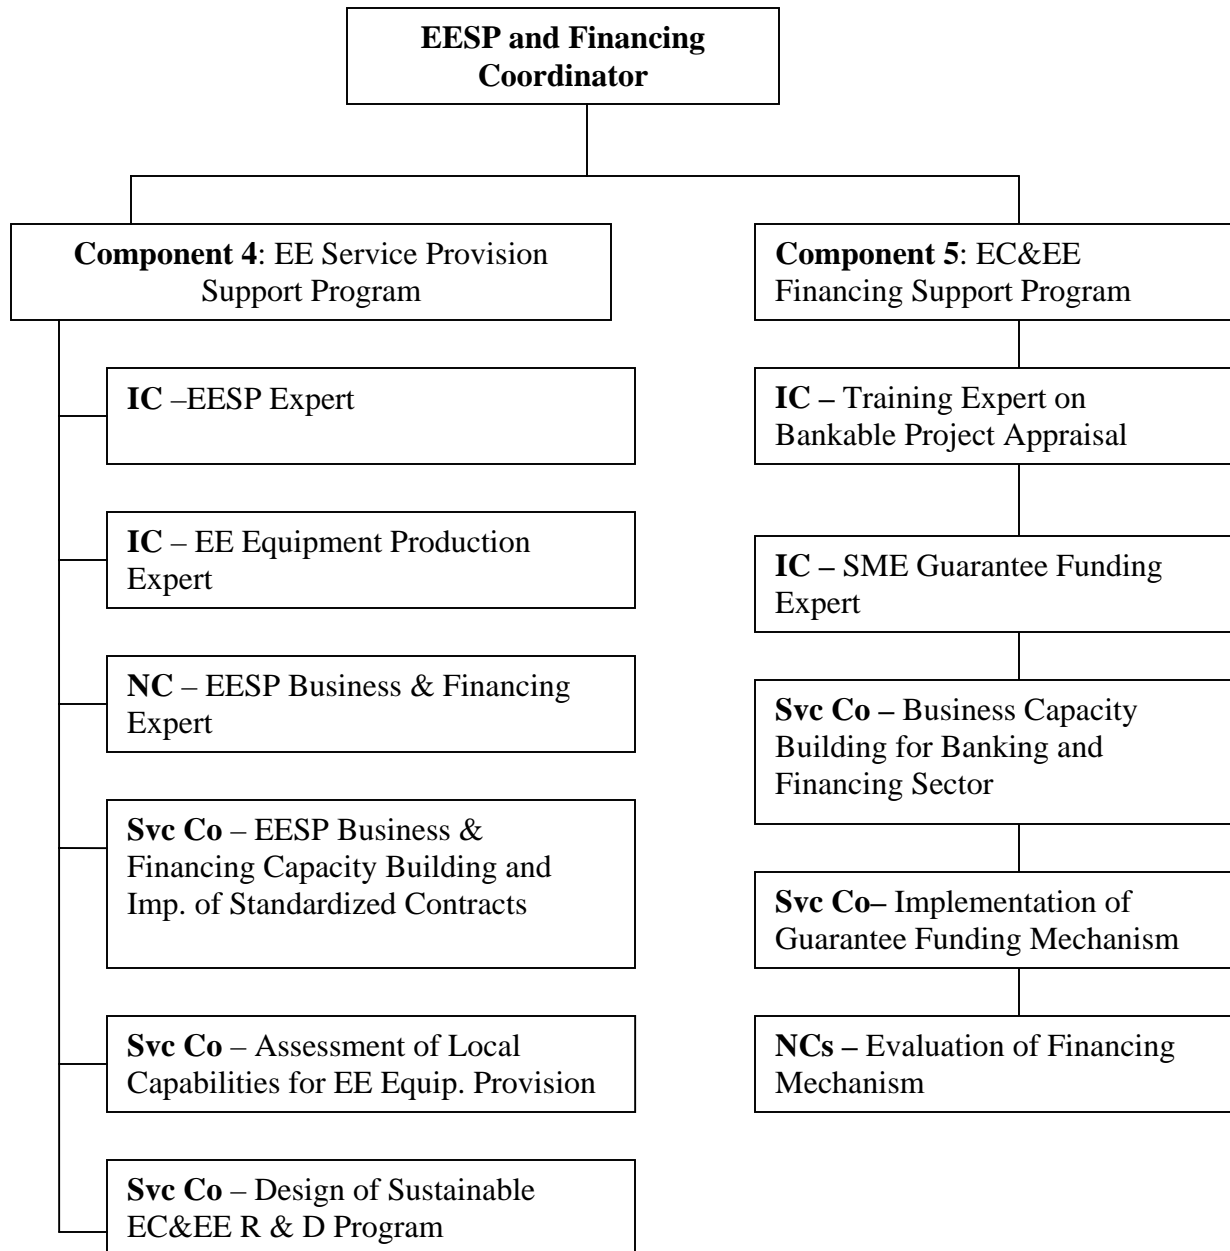 EESP and Financing
Coordinator
Component 4: EE Service Provision
Support Program
IC –EESP Expert
IC – EE Equipment Production
Expert
NC – EESP Business & Financing
Expert
Svc Co – EESP Business &
Financing Capacity Building and
Imp. of Standardized Contracts
Svc Co – Assessment of Local
Capabilities for EE Equip. Provision
Svc Co – Design of Sustainable
EC&EE R & D Program
Component 5: EC&EE
Financing Support Program
IC – Training Expert on
Bankable Project Appraisal
IC – SME Guarantee Funding
Expert
Svc Co – Business Capacity
Building for Banking and
Financing Sector
Svc Co– Implementation of
Guarantee Funding Mechanism
NCs – Evaluation of Financing
Mechanism